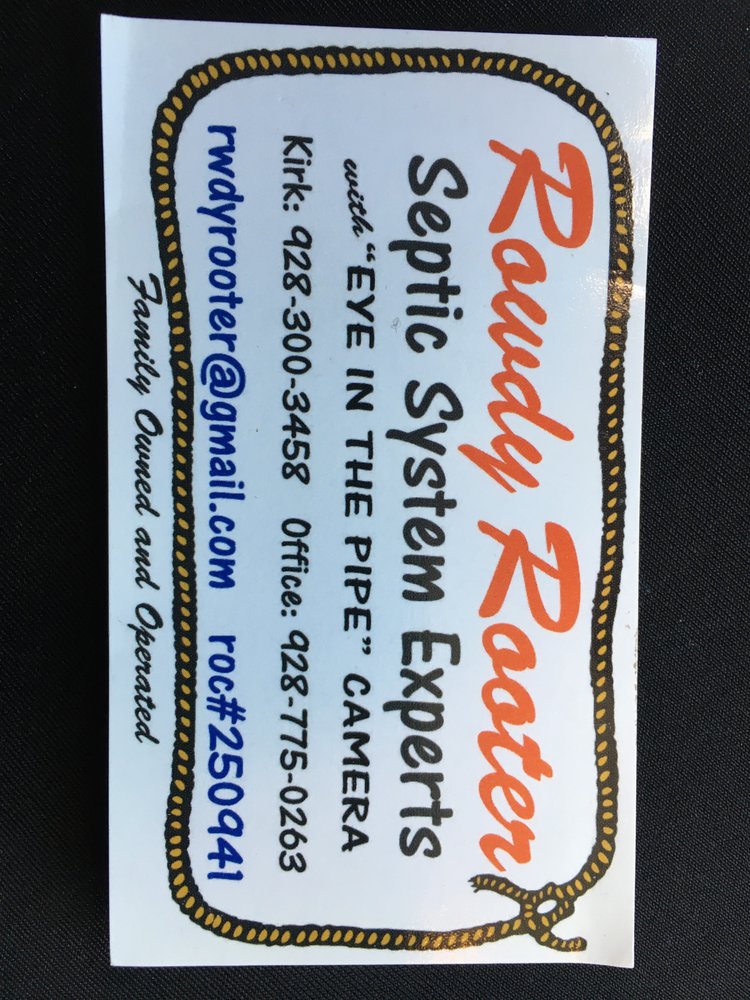 Rowdy Rooter
Septic System Experts
with "EYE IN THE PIPE" CAMERA
Kirk: 928-300-3458 Office: 928-775-0263
rwdyrooter@gmail.com roc#250941
Family Owned and Operated